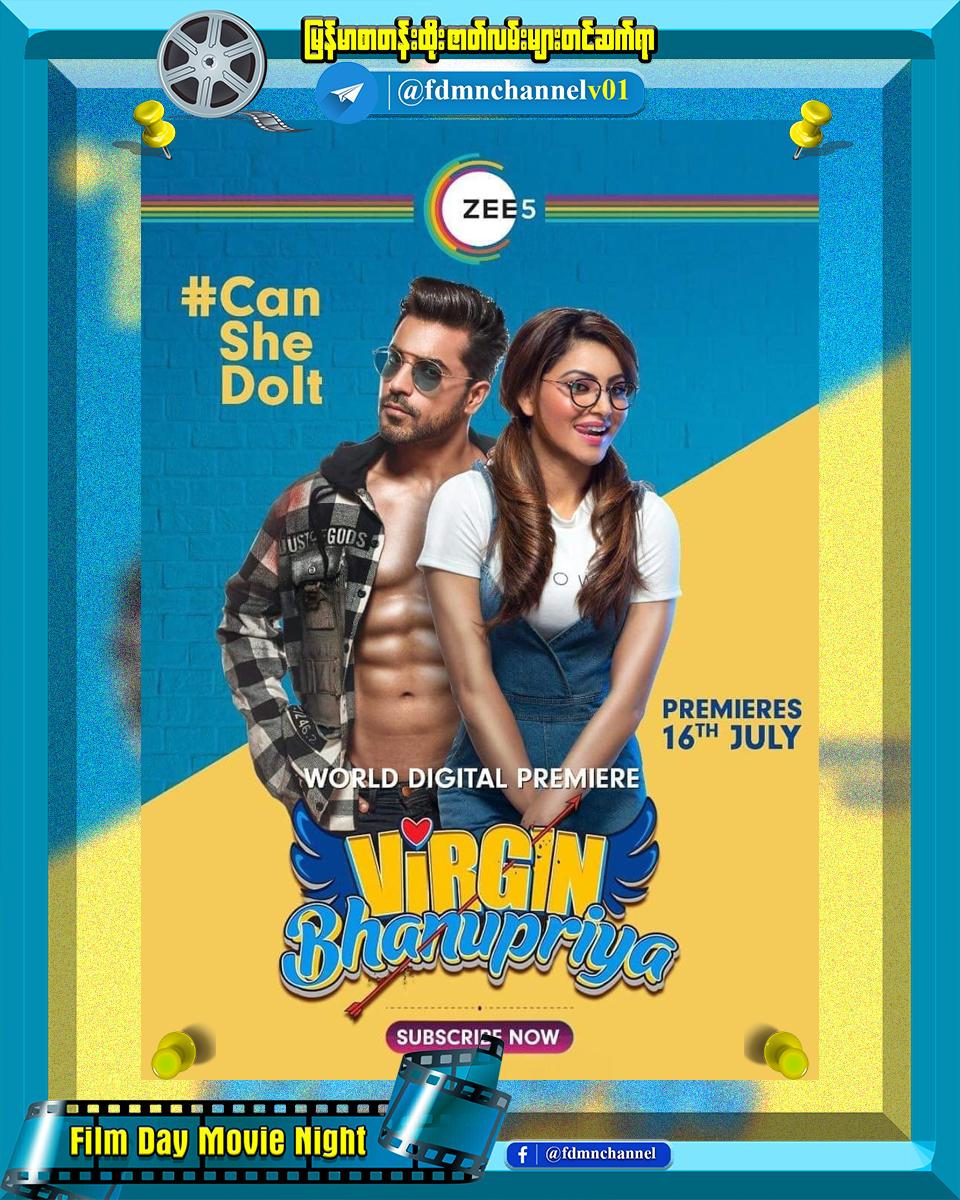 မြန်မာစာတန်းထိုးဇာတ်လမ်းများတင်ဆက်ရာ
@fdmnchannelv01
ZEE5
#Can
She
DoIt
PREMIERES
16TH JULY
WORLD DIGITAL PREMIERE
ViRGIN
Bhanupriya
SUBSCRIBE NOW
Film Day Movie Night
@fdmnchannel